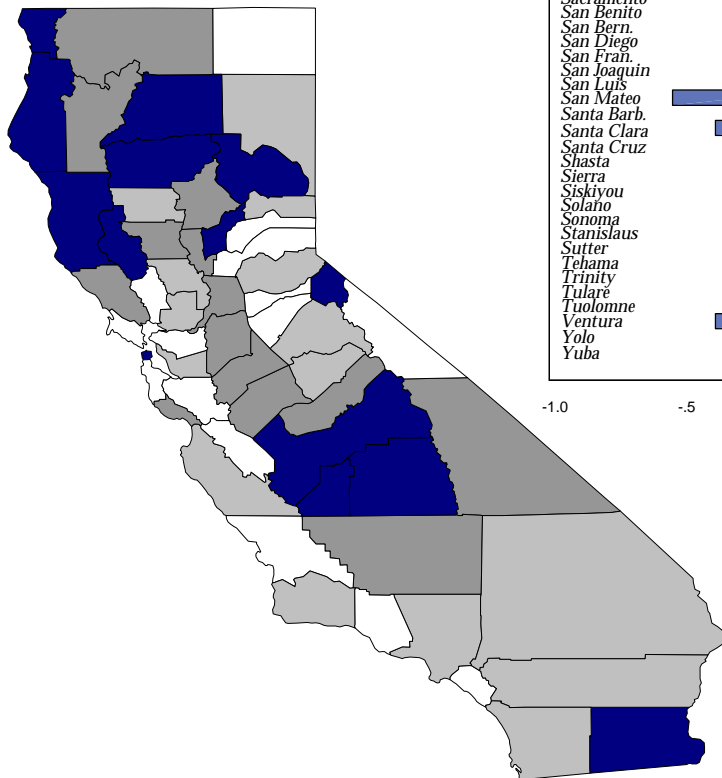 Sacramento
San Benito
San Bern.
San Diego
San Fran.
San Joaquin
San Luis
San Mateo
Santa Barb.
Santa Clara
Santa Cruz
Shasta
Sierra
Siskiyou
Solano
Sonoma
Stanislaus
Sutter
Tehama
Trinity
Tulare
Tuolomne
Ventura
Yolo
Yuba
-1.0 -.5